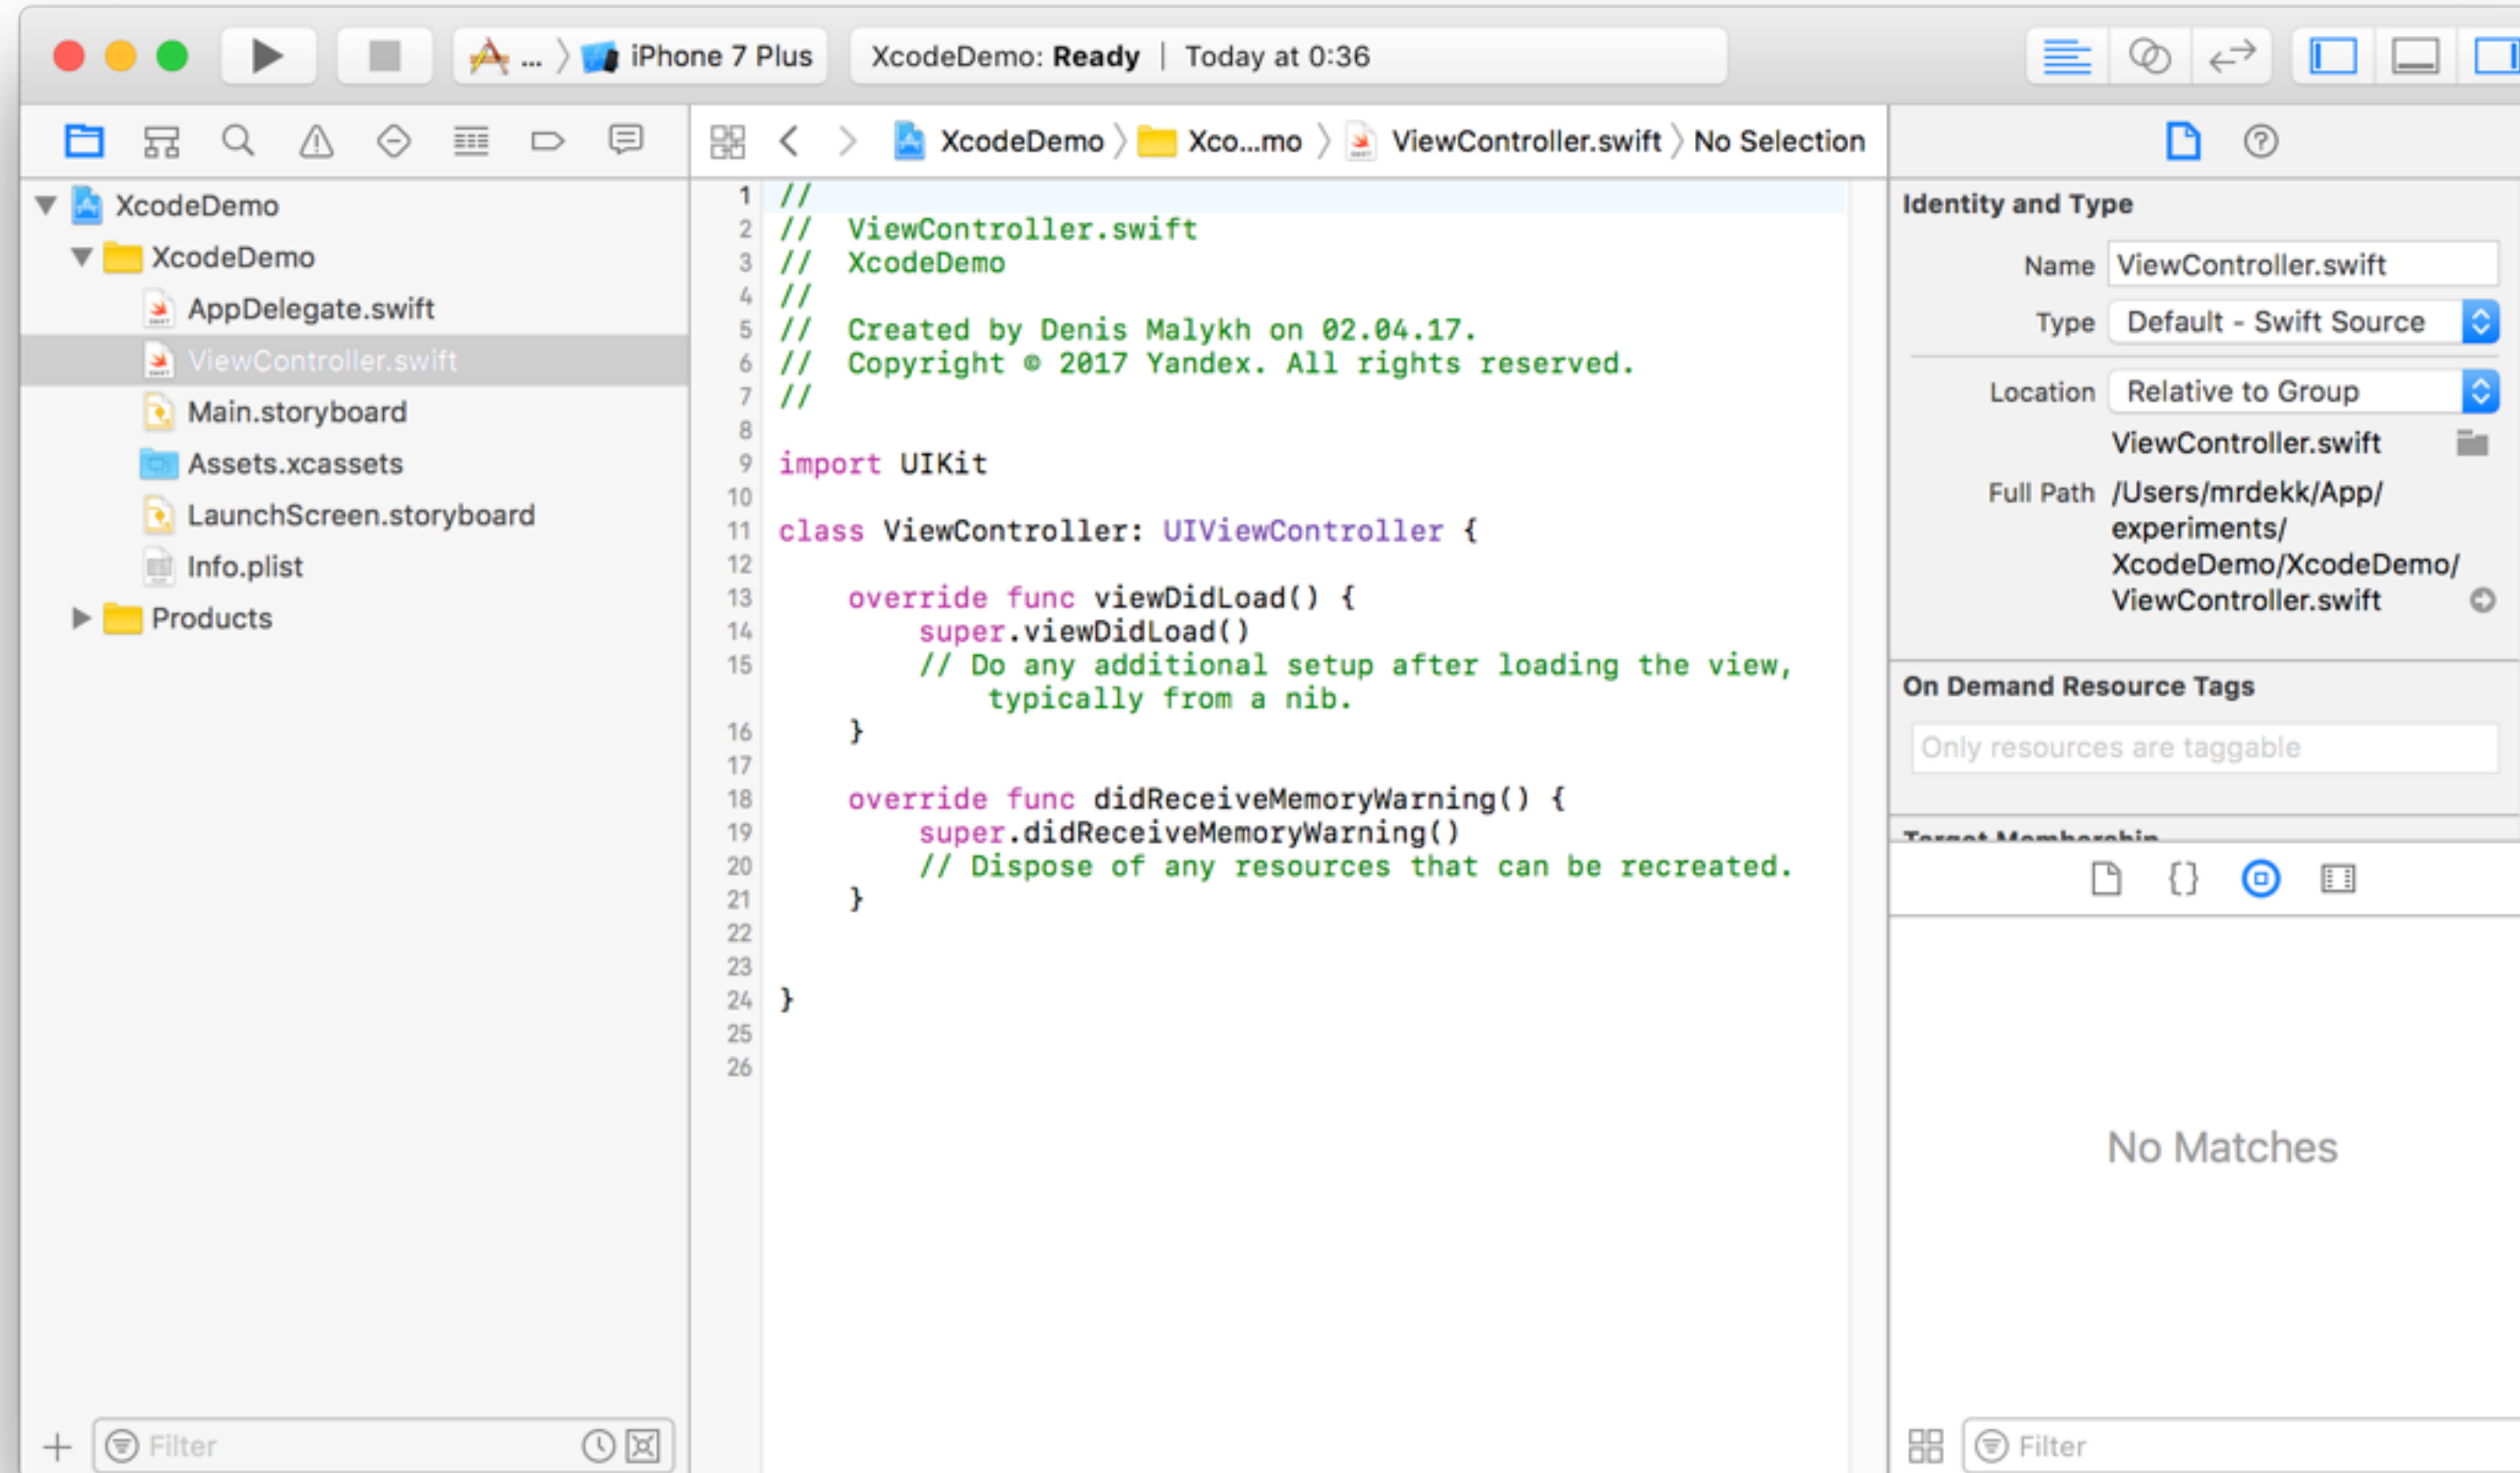 ... iPhone 7 Plus
XcodeDemo: Ready | Today at 0:36
XcodeDemo
XcodeDemo
AppDelegate.swift
ViewController.swift
Main.storyboard
Assets.xcassets
LaunchScreen.storyboard
Info.plist
Products
Filter
XcodeDemo Xco...mo ViewController.swift No Selection
1 //
2 //  ViewController.swift
3 //  XcodeDemo
4 //
5 //  Created by Denis Malykh on 02.04.17.
6 //  Copyright © 2017 Yandex. All rights reserved.
7 //
8
9 import UIKit
10
11 class ViewController: UIViewController {
12
13     override func viewDidLoad() {
14         super.viewDidLoad()
15         // Do any additional setup after loading the view,
            typically from a nib.
16     }
17
18     override func didReceiveMemoryWarning() {
19         super.didReceiveMemoryWarning()
20         // Dispose of any resources that can be recreated.
21     }
22
23
24 }
25
26
Identity and Type
Name ViewController.swift
Type Default - Swift Source
Location Relative to Group
ViewController.swift
Full Path /Users/mrdekk/App/
experiments/
XcodeDemo/XcodeDemo/
ViewController.swift
On Demand Resource Tags
Only resources are taggable
Target Membership
No Matches
Filter